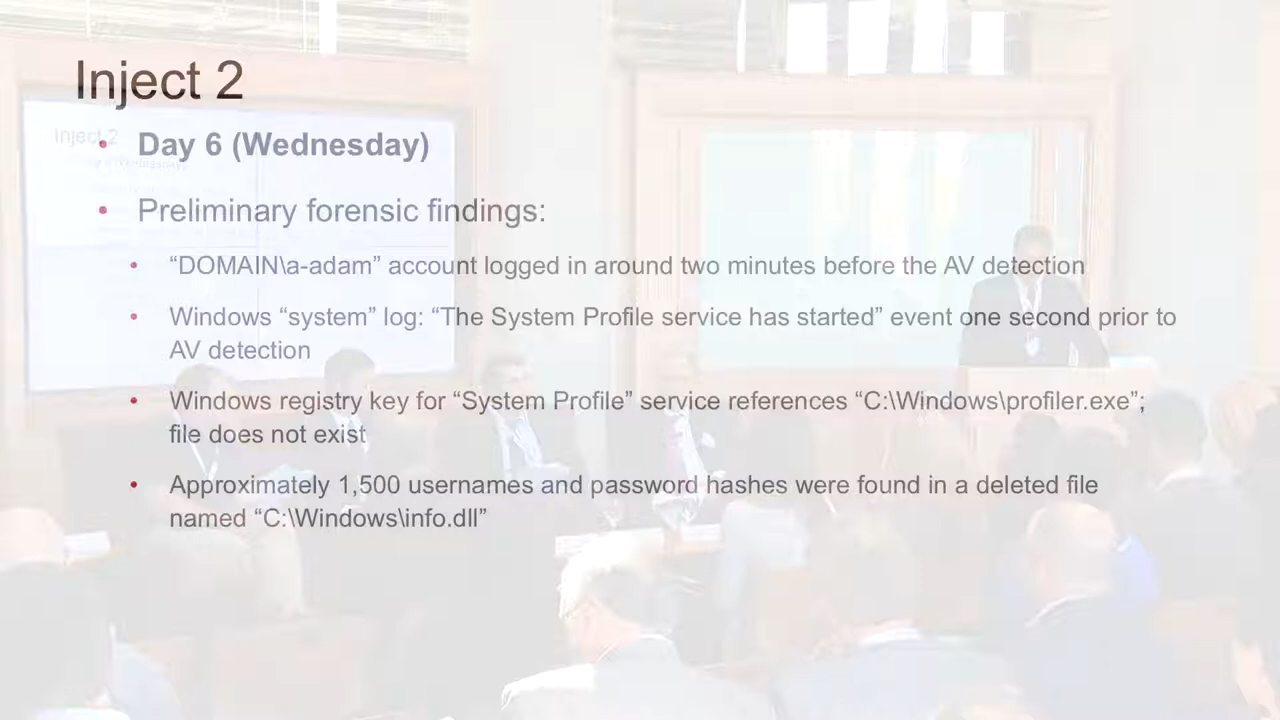 Inject 2
Day 6 (Wednesday)
Preliminary forensic findings:
“DOMAIN\a-adam” account logged in around two minutes before the AV detection
Windows “system” log: “The System Profile service has started” event one second prior to
AV detection
Windows registry key for “System Profile” service references “C:\Windows\profiler.exe”;
file does not exist
Approximately 1,500 usernames and password hashes were found in a deleted file
named “C:\Windows\info.dll”
Inject 2